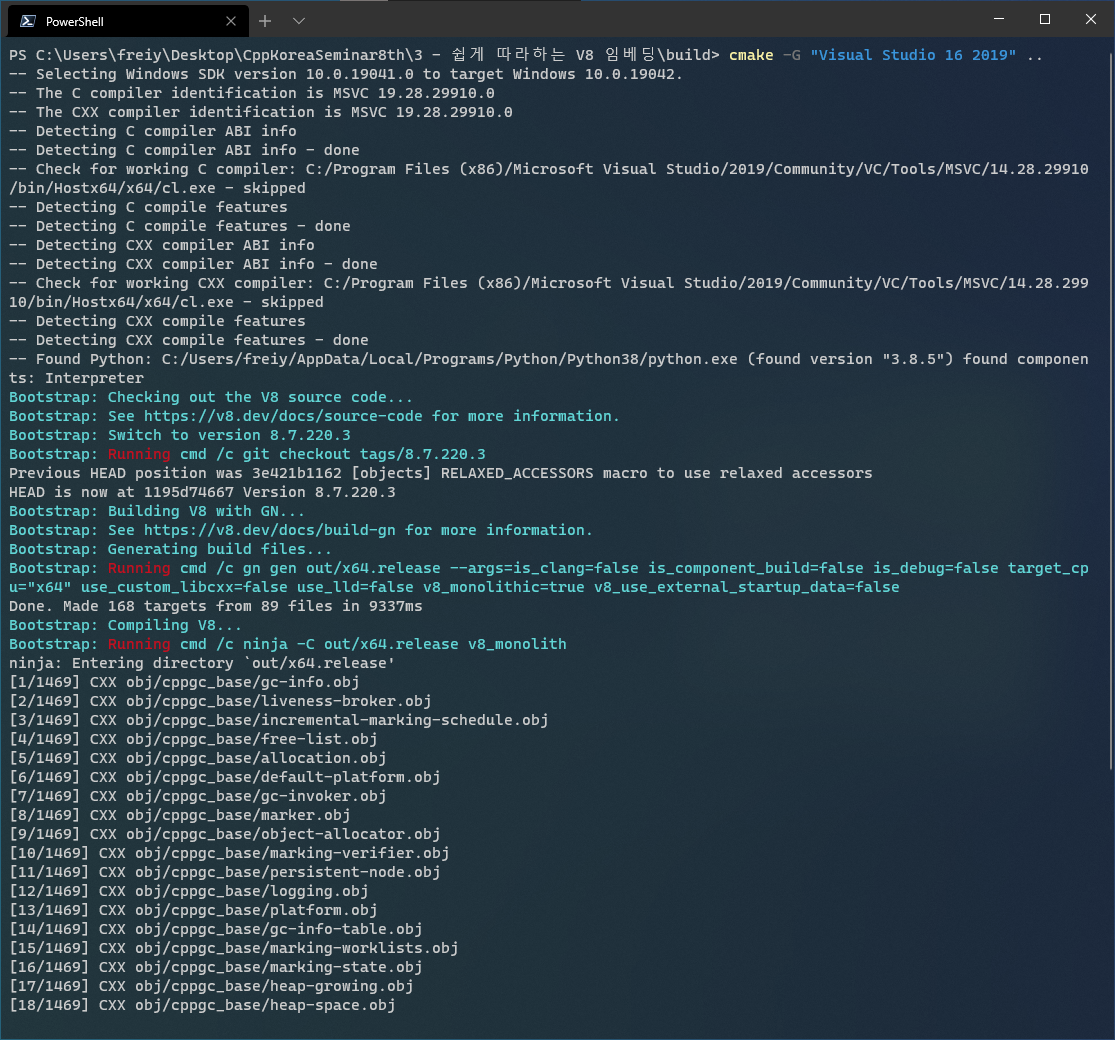 PowerShell
PS C:\Users\freiy\Desktop\CppKoreaSeminar8th\3 - 쉽게 따라하는 V8 임베딩\build> cmake -G "Visual Studio 16 2019" ..
-- Selecting Windows SDK version 10.0.19041.0 to target Windows 10.0.19042.
-- The C compiler identification is MSVC 19.28.29910.0
-- The CXX compiler identification is MSVC 19.28.29910.0
-- Detecting C compiler ABI info
-- Detecting C compiler ABI info - done
-- Check for working C compiler: C:/Program Files (x86)/Microsoft Visual Studio/2019/Community/VC/Tools/MSVC/14.28.29910
/bin/Hostx64/x64/cl.exe - skipped
-- Detecting C compile features
-- Detecting C compile features - done
-- Detecting CXX compiler ABI info
-- Detecting CXX compiler ABI info - done
-- Check for working CXX compiler: C:/Program Files (x86)/Microsoft Visual Studio/2019/Community/VC/Tools/MSVC/14.28.299
10/bin/Hostx64/x64/cl.exe - skipped
-- Detecting CXX compile features
-- Detecting CXX compile features - done
-- Found Python: C:/Users/freiy/AppData/Local/Programs/Python/Python38/python.exe (found version "3.8.5") found componen
ts: Interpreter
Bootstrap: Checking out the V8 source code...
Bootstrap: See https://v8.dev/docs/source-code for more information.
Bootstrap: Switch to version 8.7.220.3
Bootstrap: Running cmd /c git checkout tags/8.7.220.3
Previous HEAD position was 3e421b1162 [objects] RELAXED_ACCESSORS macro to use relaxed accessors
HEAD is now at 1195d74667 Version 8.7.220.3
Bootstrap: Building V8 with GN...
Bootstrap: See https://v8.dev/docs/build-gn for more information.
Bootstrap: Generating build files...
Bootstrap: Running cmd /c gn gen out/x64.release --args=is_clang=false is_component_build=false is_debug=false target_cp
u="x64" use_custom_libcxx=false use_lld=false v8_monolithic=true v8_use_external_startup_data=false
Done. Made 168 targets from 89 files in 9337ms
Bootstrap: Compiling V8...
Bootstrap: Running cmd /c ninja -C out/x64.release v8_monolith
ninja: Entering directory `out/x64.release'
[1/1469] CXX obj/cppgc_base/gc-info.obj
[2/1469] CXX obj/cppgc_base/liveness-broker.obj
[3/1469] CXX obj/cppgc_base/incremental-marking-schedule.obj
[4/1469] CXX obj/cppgc_base/free-list.obj
[5/1469] CXX obj/cppgc_base/allocation.obj
[6/1469] CXX obj/cppgc_base/default-platform.obj
[7/1469] CXX obj/cppgc_base/gc-invoker.obj
[8/1469] CXX obj/cppgc_base/marker.obj
[9/1469] CXX obj/cppgc_base/object-allocator.obj
[10/1469] CXX obj/cppgc_base/marking-verifier.obj
[11/1469] CXX obj/cppgc_base/persistent-node.obj
[12/1469] CXX obj/cppgc_base/logging.obj
[13/1469] CXX obj/cppgc_base/platform.obj
[14/1469] CXX obj/cppgc_base/gc-info-table.obj
[15/1469] CXX obj/cppgc_base/marking-worklists.obj
[16/1469] CXX obj/cppgc_base/marking-state.obj
[17/1469] CXX obj/cppgc_base/heap-growing.obj
[18/1469] CXX obj/cppgc_base/heap-space.obj